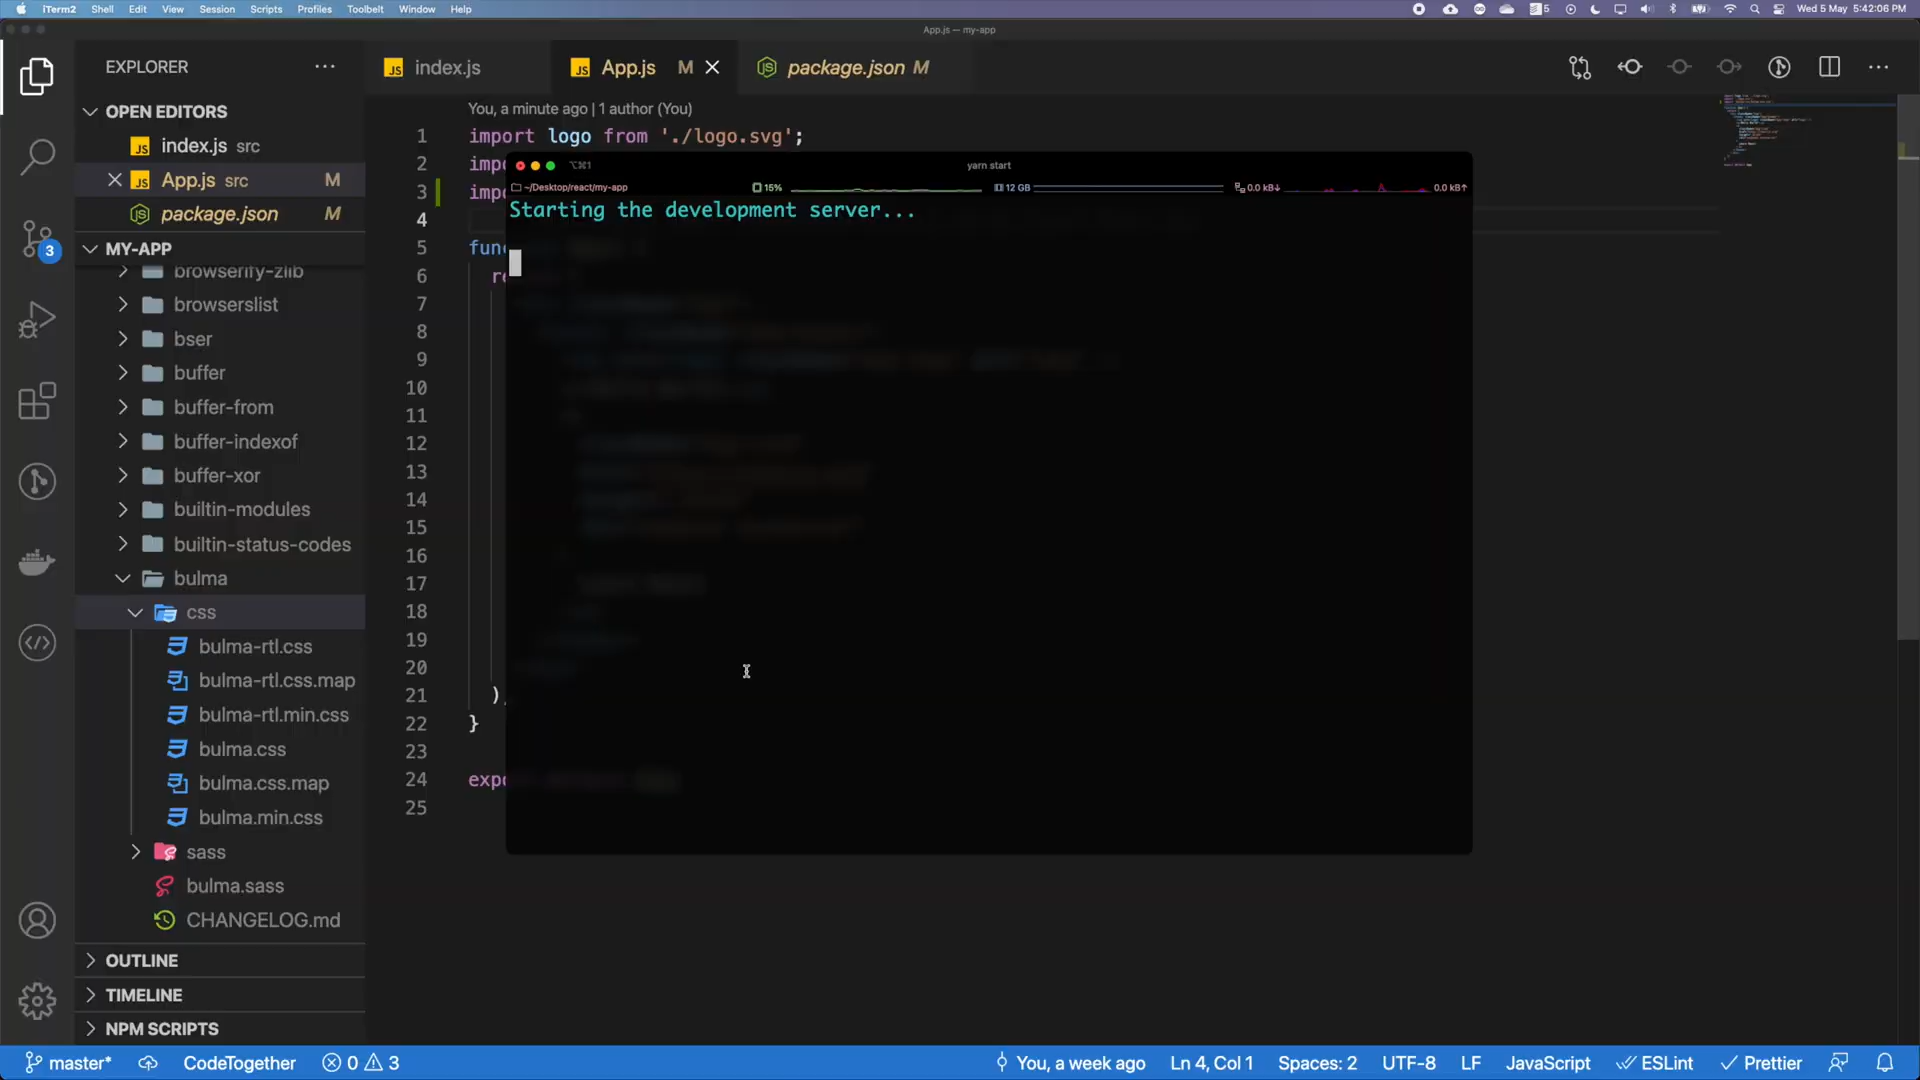 iTerm2 Shell Edit View Session Scripts Profiles Toolbelt Window Help
5
Wed 5 May 5:42:06 PM
App.js — my-app
EXPLORER
index.js
App.js M
package.json M
OPEN EDITORS
index.js src
App.js src M
package.json M
3
MY-APP
browserify-zlib
browserslist
bser
buffer
buffer-from
buffer-indexof
buffer-xor
builtin-modules
builtin-status-codes
bulma
css
bulma-rtl.css
bulma-rtl.css.map
bulma-rtl.min.css
bulma.css
bulma.css.map
bulma.min.css
sass
bulma.sass
CHANGELOG.md
OUTLINE
TIMELINE
NPM SCRIPTS
You, a minute ago | 1 author (You)
1 import logo from './logo.svg';
2 imp
3 imp
4
5 fun
6 r
7
8
9
10
11
12
13
14
15
16
17
18
19
20
21 )
22 }
23
24 exp
25
⌥⌘1 yarn start
~/Desktop/react/my-app 15% 12 GB 0.0 kB↓ 0.0 kB↑
Starting the development server...
master* CodeTogether 0 3 You, a week ago Ln 4, Col 1 Spaces: 2 UTF-8 LF JavaScript ESLint Prettier